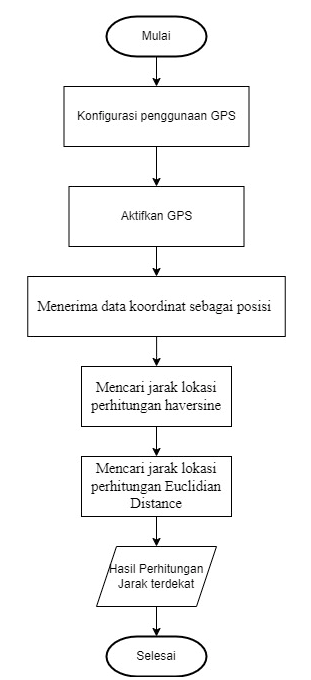 Mulai
Konfigurasi penggunaan GPS
Aktifkan GPS
Menerima data koordinat sebagai posisi
Mencari jarak lokasi
perhitungan haversine
Mencari jarak lokasi
perhitungan Euclidian
Distance
Hasil Perhitungan
Jarak terdekat
Selesai